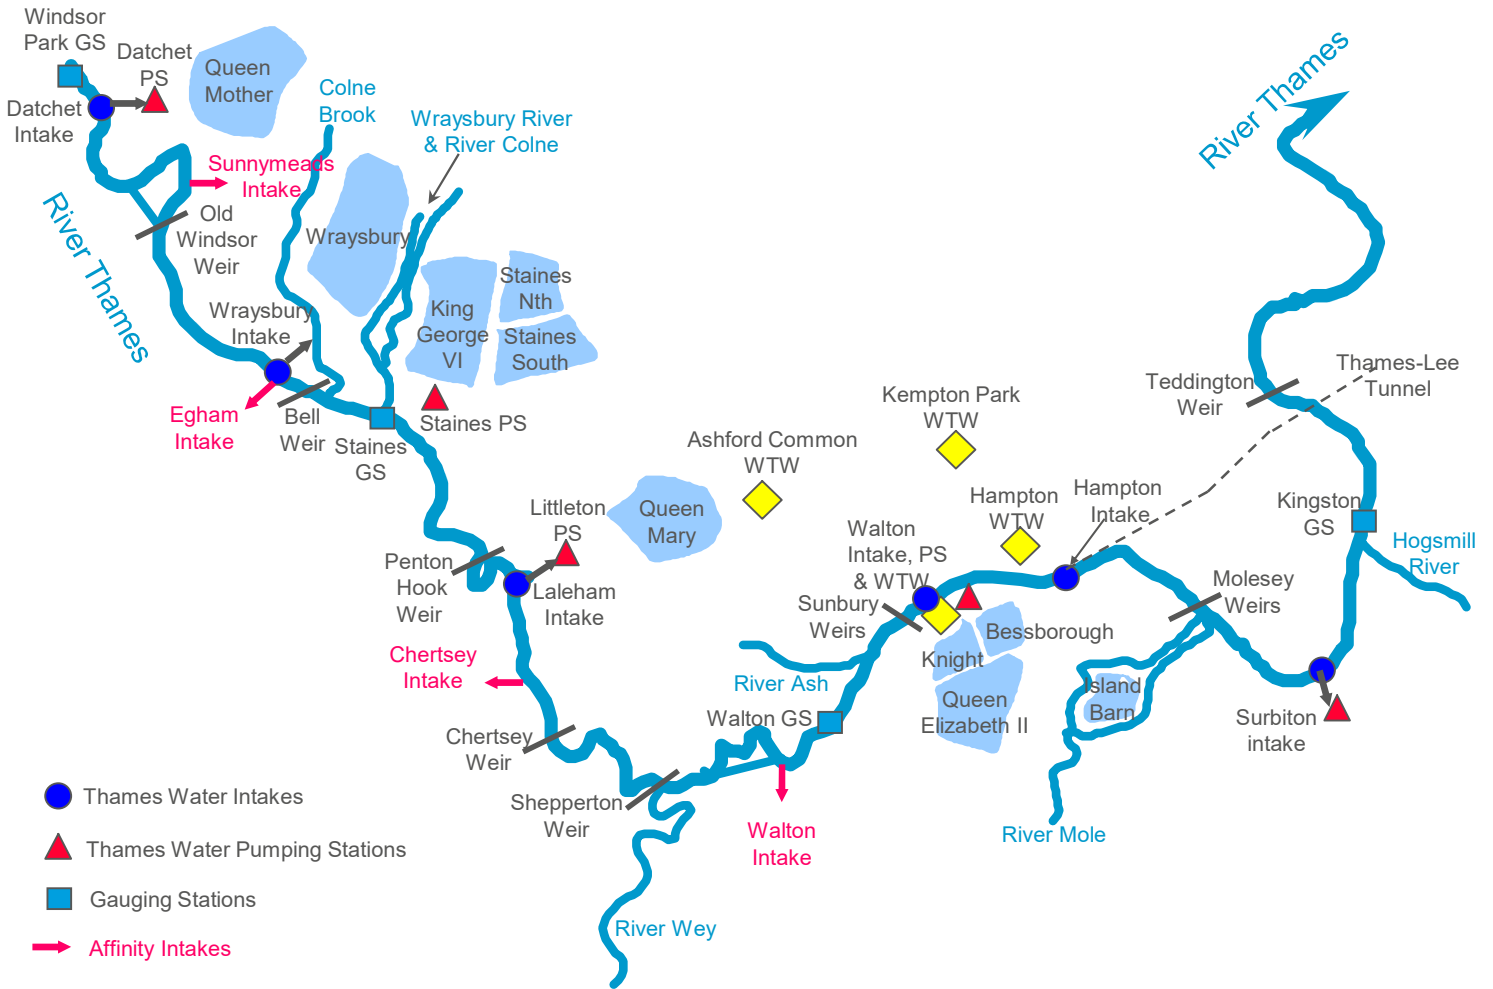 Windsor
Park GS
Datchet
PS
Queen
Mother
Datchet
Intake
Colne
Brook
Wraysbury River
& River Colne
River Thames
Sunnymeads
Intake
Old
Windsor
Weir
River Thames
Wraysbury
King
George
VI
Staines
Nth
Staines
South
Wraysbury
Intake
Egham
Intake
Bell
Weir
Staines
GS
Staines PS
Kempton Park
WTW
Ashford Common
WTW
Teddington
Weir
Thames-Lee
Tunnel
Littleton
PS
Queen
Mary
Hampton
WTW
Hampton
Intake
Kingston
GS
Hogsmill
River
Walton
Intake, PS
& WTW
Penton
Hook
Weir
Laleham
Intake
Sunbury
Weirs
Molesey
Weirs
Bessborough
Knight
Queen
Elizabeth II
Chertsey
Intake
River Ash
Island
Barn
Walton GS
Surbiton
intake
Chertsey
Weir
Shepperton
Weir
Walton
Intake
River Mole
River Wey
Thames Water Intakes
Thames Water Pumping Stations
Gauging Stations
Affinity Intakes